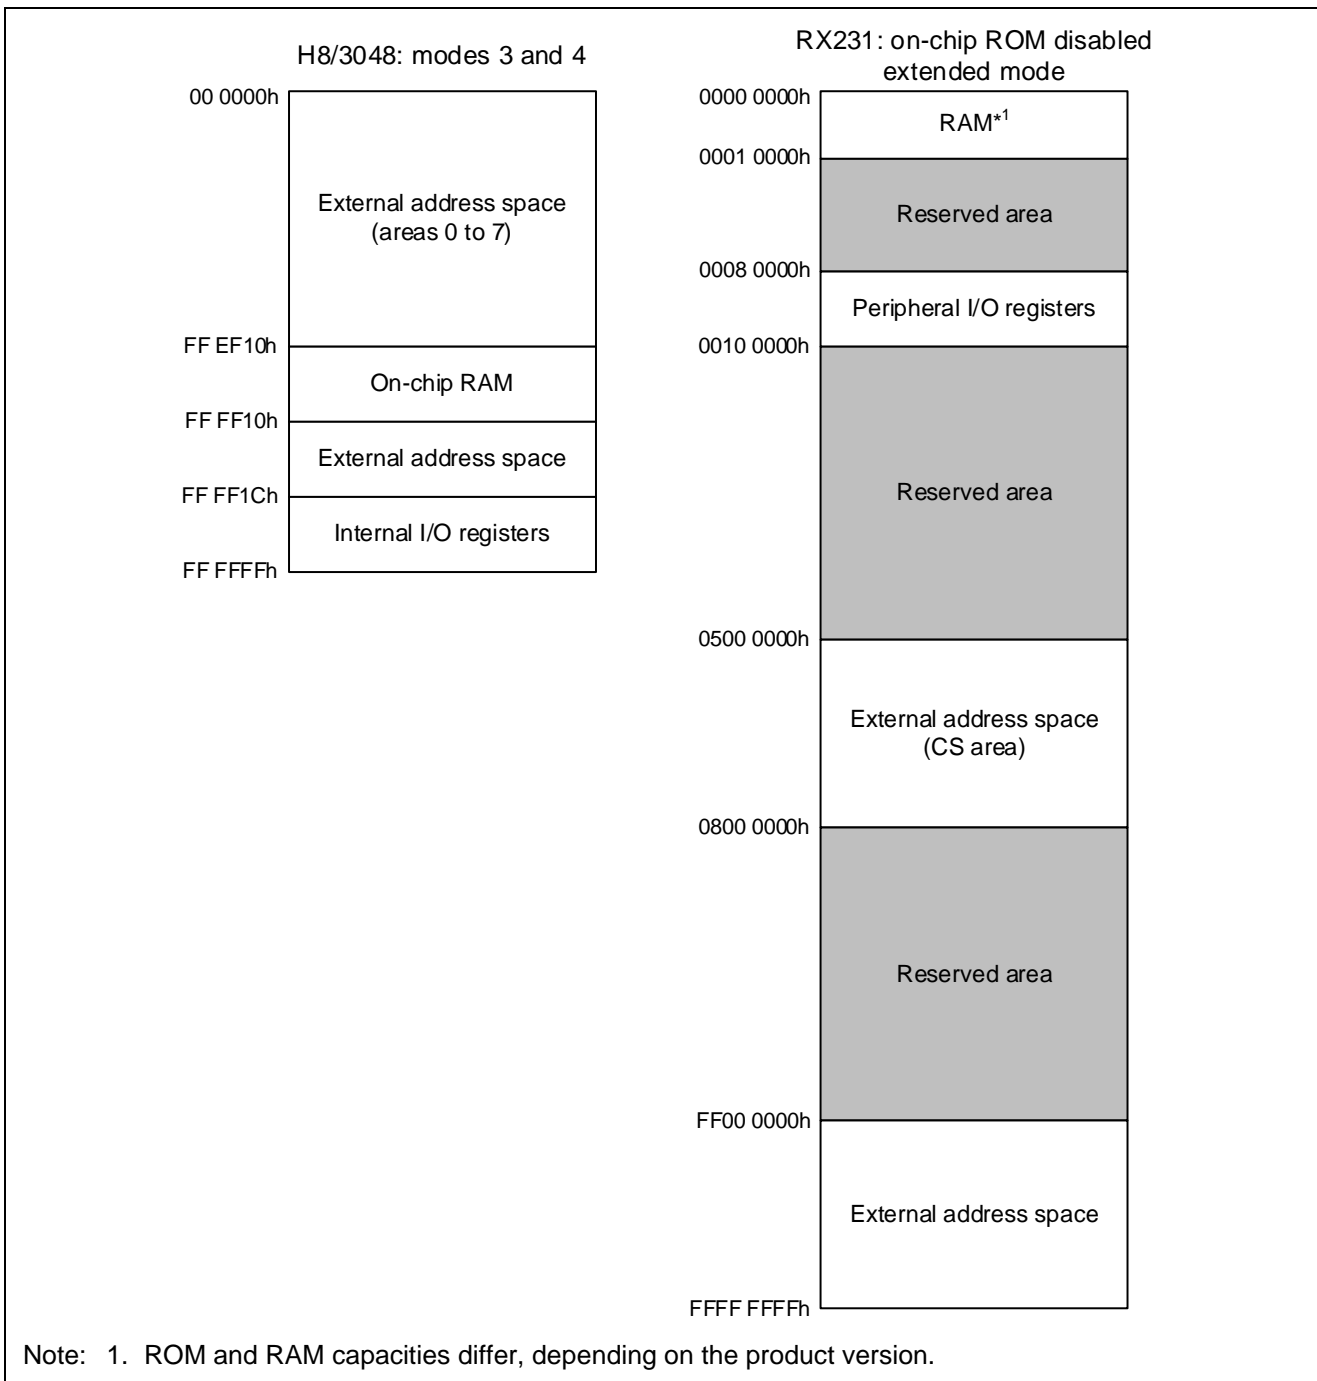 H8/3048: modes 3 and 4
00 0000h
External address space
(areas 0 to 7)
FF EF10h
On-chip RAM
FF FF10h
External address space
FF FF1Ch
Internal I/O registers
FF FFFFh
RX231: on-chip ROM disabled
extended mode
0000 0000h
RAM*1
0001 0000h
Reserved area
0008 0000h
Peripheral I/O registers
0010 0000h
Reserved area
0500 0000h
External address space
(CS area)
0800 0000h
Reserved area
FF00 0000h
External address space
FFFF FFFFh
Note: 1. ROM and RAM capacities differ, depending on the product version.